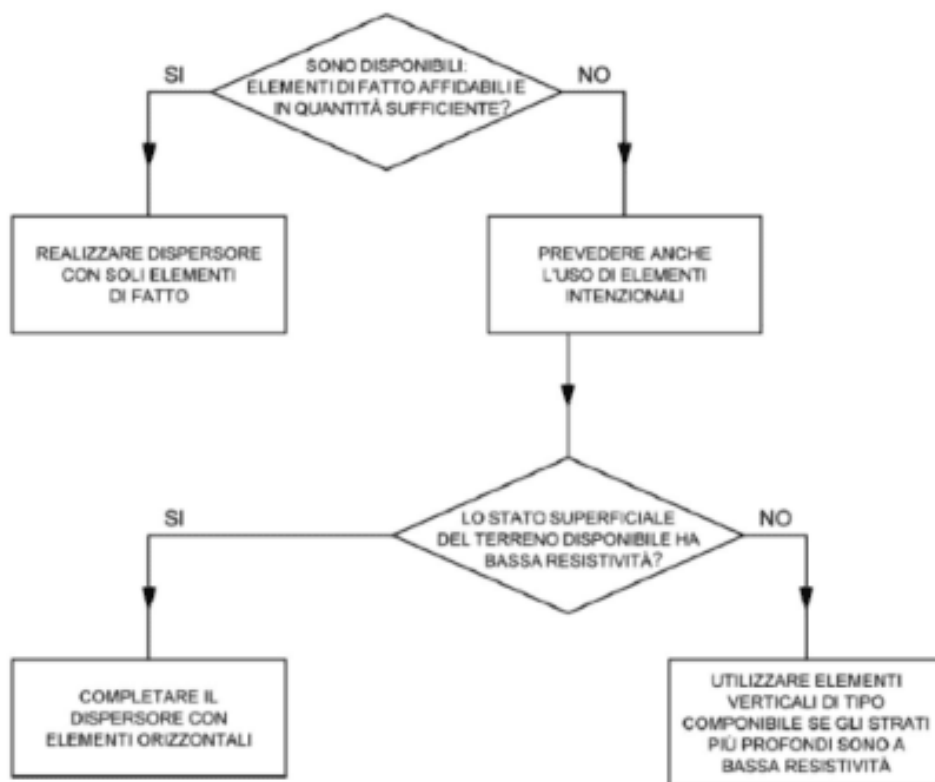 SONO DISPONIBILI:
ELEMENTI DI FATTO AFFIDABILI E
IN QUANTITÀ SUFFICIENTE?
SI
NO
REALIZZARE DISPERSORE
CON SOLI ELEMENTI
DI FATTO
PREVEDERE ANCHE
L'USO DI ELEMENTI
INTENZIONALI
LO STATO SUPERFICIALE
DEL TERRENO DISPONIBILE HA
BASSA RESISTIVITÀ?
SI
NO
COMPLETARE IL
DISPERSORE CON
ELEMENTI ORIZZONTALI
UTILIZZARE ELEMENTI
VERTICALI DI TIPO
COMPONIBILE SE GLI STRATI
PIÙ PROFONDI SONO A
BASSA RESISTIVITÀ